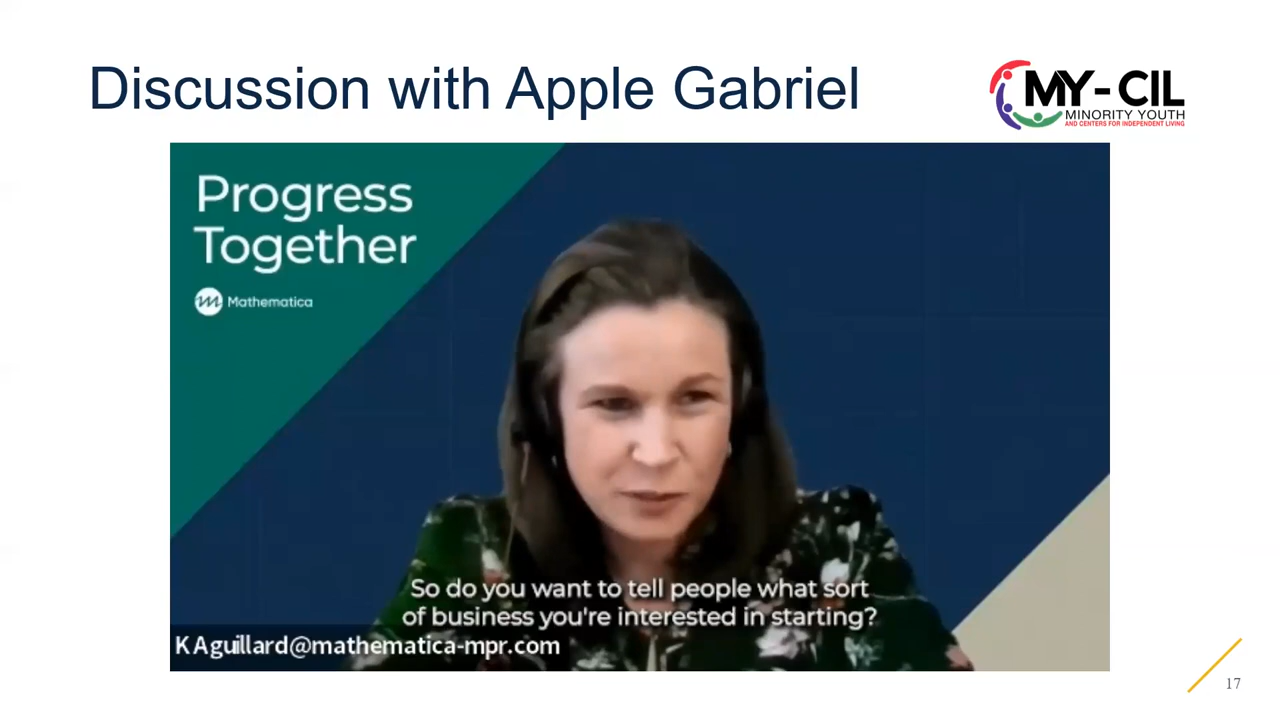 Discussion with Apple Gabriel
MY-CIL
MINORITY YOUTH
AND CENTERS FOR INDEPENDENT LIVING
Progress
Together
Mathematica
So do you want to tell people what sort
of business you're interested in starting?
KAguillard@mathematica-mpr.com
17